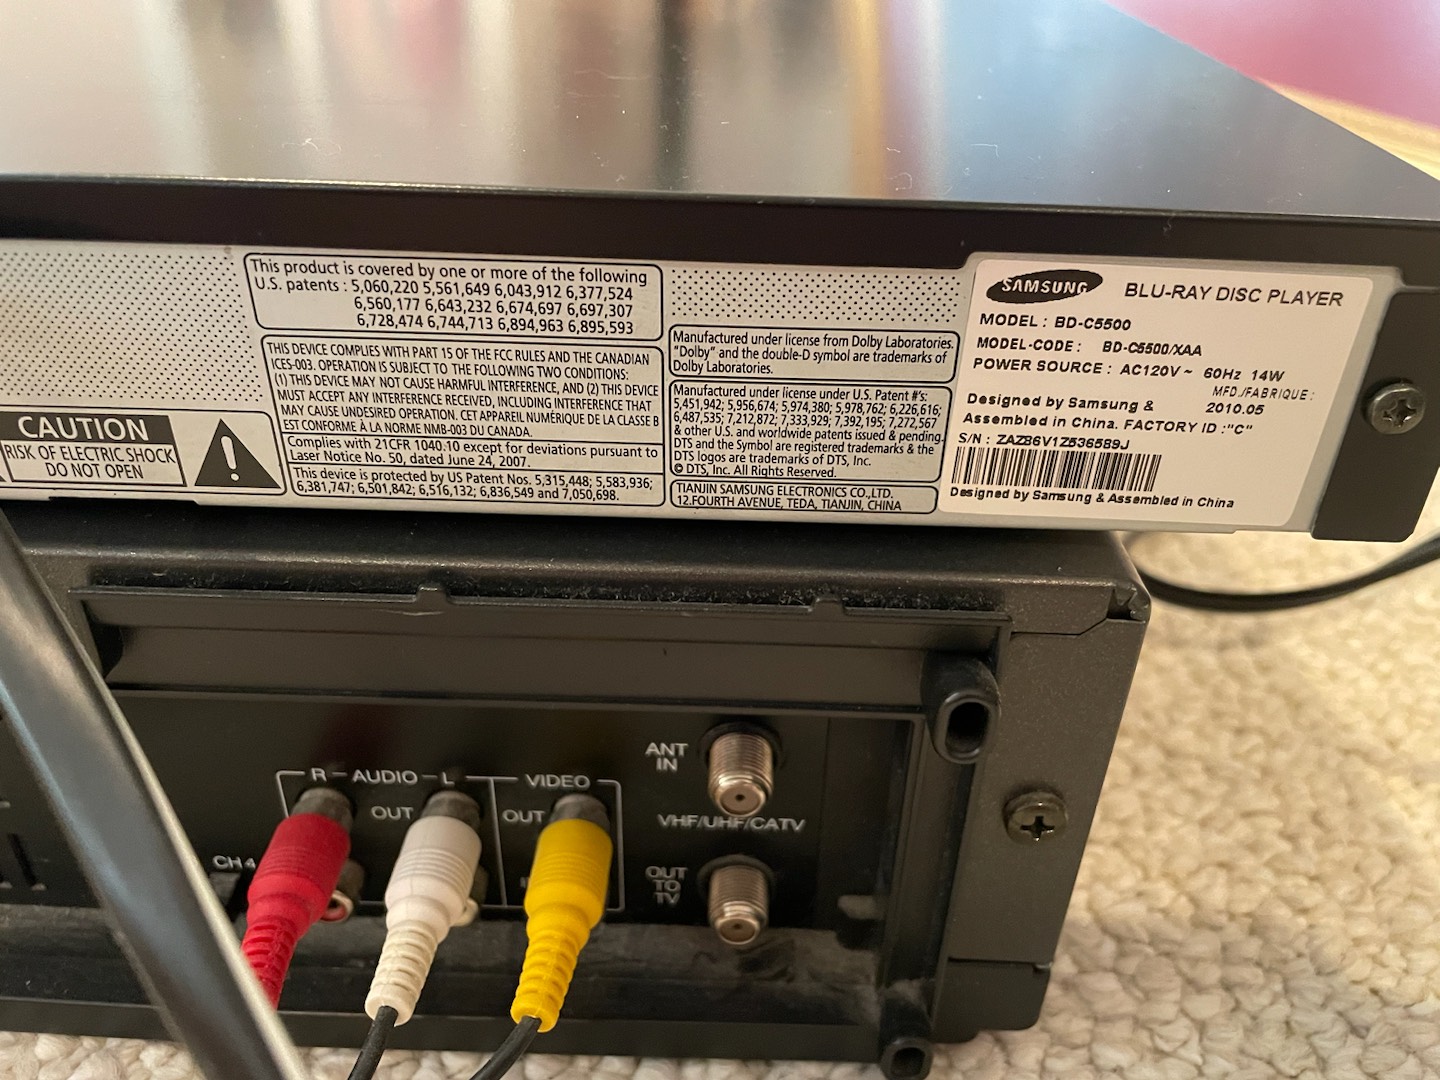 This product is covered by one or more of the following
U.S. patents : 5,060,220 5,561,649 6,043,912 6,377,524
6,560,177 6,643,232 6,674,697 6,697,307
6,728,474 6,744,713 6,894,963 6,895,593
THIS DEVICE COMPLIES WITH PART 15 OF THE FCC RULES AND THE CANADIAN
ICES-003. OPERATION IS SUBJECT TO THE FOLLOWING TWO CONDITIONS:
(1) THIS DEVICE MAY NOT CAUSE HARMFUL INTERFERENCE, AND (2) THIS DEVICE
MUST ACCEPT ANY INTERFERENCE RECEIVED, INCLUDING INTERFERENCE THAT
MAY CAUSE UNDESIRED OPERATION. CET APPAREIL NUMÉRIQUE DE LA CLASSE B
EST CONFORME À LA NORME NMB-003 DU CANADA.
Complies with 21CFR 1040.10 except for deviations pursuant to
Laser Notice No. 50, dated June 24, 2007.
This device is protected by US Patent Nos. 5,315,448; 5,583,936;
6,381,747; 6,501,842; 6,516,132; 6,836,549 and 7,050,698.
CAUTION
RISK OF ELECTRIC SHOCK
DO NOT OPEN
Manufactured under license from Dolby Laboratories.
"Dolby" and the double-D symbol are trademarks of
Dolby Laboratories.
Manufactured under license under U.S. Patent #'s:
5,451,942; 5,956,674; 5,974,380; 5,978,762; 6,226,616;
6,487,535; 7,212,872; 7,333,929; 7,392,195; 7,272,567
& other U.S. and worldwide patents issued & pending.
DTS and the Symbol are registered trademarks & the
DTS logos are trademarks of DTS, Inc.
© DTS, Inc. All Rights Reserved.
TIANJIN SAMSUNG ELECTRONICS CO.,LTD.
12.FOURTH AVENUE, TEDA, TIANJIN, CHINA
SAMSUNG BLU-RAY DISC PLAYER
MODEL : BD-C5500
MODEL-CODE : BD-C5500/XAA
POWER SOURCE : AC120V ~ 60Hz 14W
MFD./FABRIQUE :
2010.05
Designed by Samsung &
Assembled in China. FACTORY ID :"C"
S/N : ZAZ86V1Z536589J
Designed by Samsung & Assembled in China
R - AUDIO - L
VIDEO
OUT
OUT
CH4
ANT
IN
VHF/UHF/CATV
OUT
TO
TV